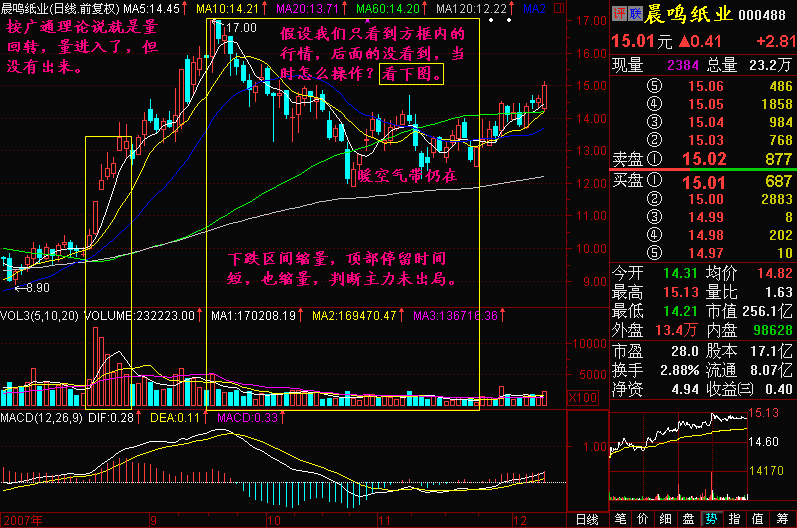 晨鸣纸业(日线.前复权) MA5:14.45↑ MA10:14.21↑ MA20:13.71↑ MA60:14.20↑ MA120:12.22↑ MA2
按广通理论说就是量
回转，量进入了，但
没有出来。
17.00
假设我们只看到方框内的
行情，后面的没看到，当
时怎么操作？看下图。
暖空气带仍在
下跌区间缩量，顶部停留时间
短，也缩量，判断主力未出局。
8.90
17.00
16.00
15.00
14.00
13.00
12.00
11.00
10.00
9.00
VOL3(5,10,20) VOLUME:232223.00↑ MA1:170208.19↑ MA2:169470.47↑ MA3:136716.36↑
10000
5000
X100
MACD(12,26,9) DIF:0.28↑ DEA:0.11↑ MACD:0.33↑
1.00
2007年 9 10 11 12 日线
评 联 晨鸣纸业 000488
15.01元 ▲0.41 +2.81
现量 2384 总量 23.2万
⑤ 15.06 486
④ 15.05 1858
③ 15.04 984
② 15.03 768
卖盘① 15.02 877
买盘① 15.01 687
② 15.00 2883
③ 14.99 8
④ 14.98 202
⑤ 14.97 10
今开 14.31 均价 14.82
最高 15.13 量比 1.63
最低 14.21 市值 256.1亿
外盘 13.4万 内盘 98628
市盈 28.0 股本 17.1亿
换手 2.88% 流通 8.07亿
净资 4.94 收益㈢ 0.40
15.13
14.60
14170
笔 价 细 盘 势 指 值 筹